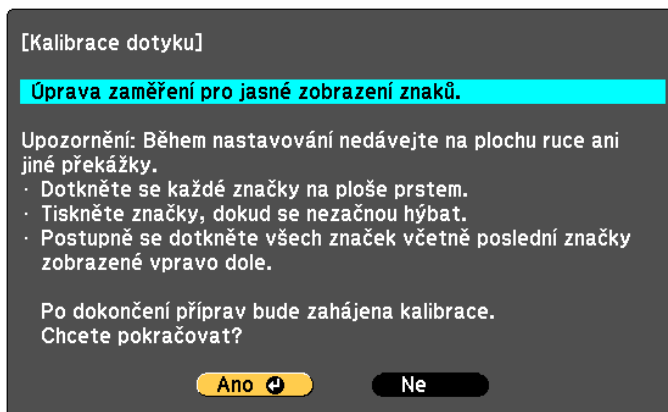 [Kalibrace dotyku]
Úprava zaměření pro jasné zobrazení znaků.
Upozornění: Během nastavování nedávejte na plochu ruce ani
jiné překážky.
· Dotkněte se každé značky na ploše prstem.
· Tiskněte značky, dokud se nezačnou hýbat.
· Postupně se dotkněte všech značek včetně poslední značky
zobrazené vpravo dole.
Po dokončení příprav bude zahájena kalibrace.
Chcete pokračovat?
Ano Ne